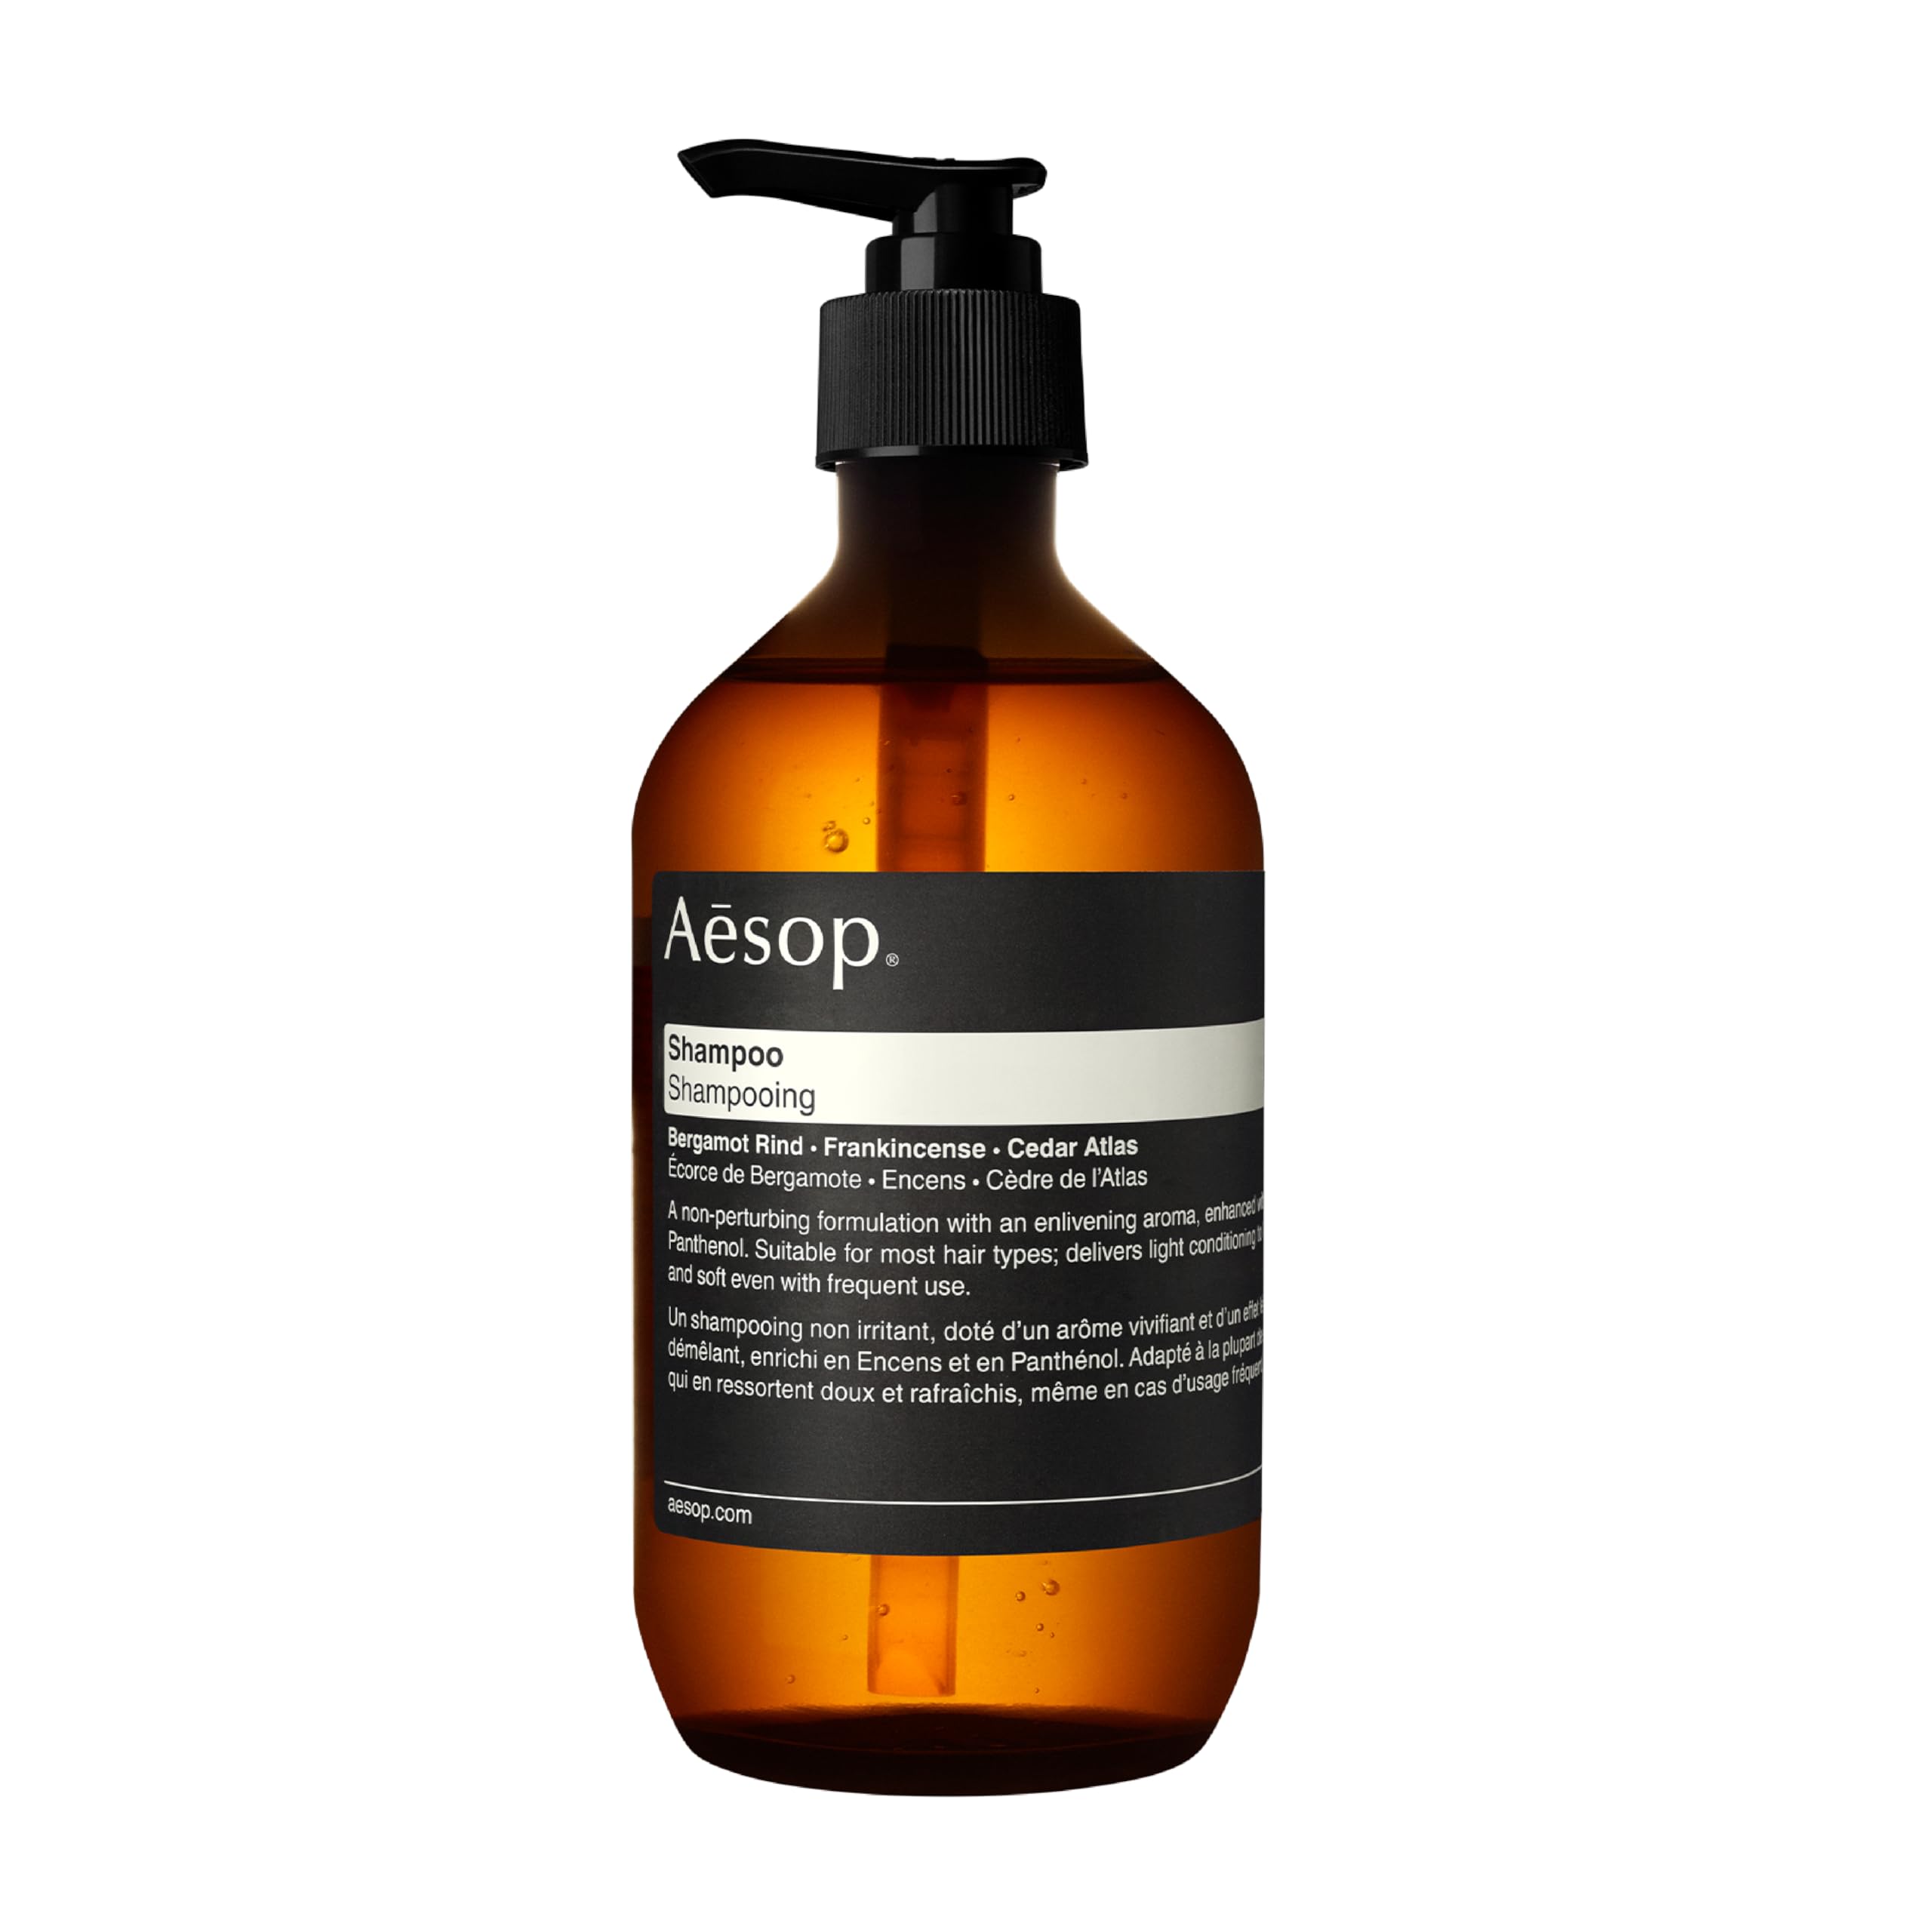 Aēsop®
Shampoo
Shampooing
Bergamot Rind • Frankincense • Cedar Atlas
Écorce de Bergamote • Encens • Cèdre de l'Atlas
A non-perturbing formulation with an enlivening aroma, enhanced
Panthenol. Suitable for most hair types; delivers light conditioning
and soft even with frequent use.
Un shampooing non irritant, doté d'un arôme vivifiant et d'un effet
démêlant, enrichi en Encens et en Panthénol. Adapté à la plupart
qui en ressortent doux et rafraîchis, même en cas d'usage
aesop.com